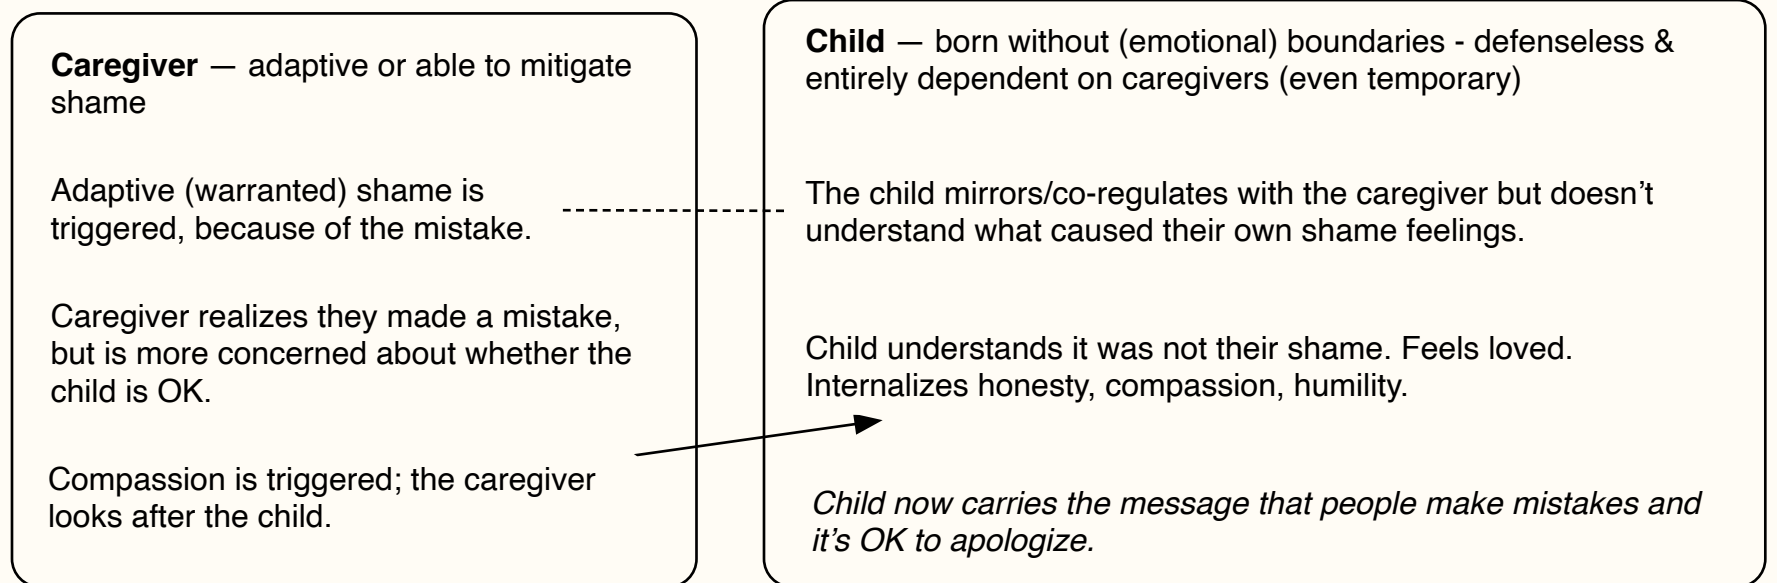 Caregiver — adaptive or able to mitigate
shame
Adaptive (warranted) shame is
triggered, because of the mistake.
Caregiver realizes they made a mistake,
but is more concerned about whether the
child is OK.
Compassion is triggered; the caregiver
looks after the child.
Child — born without (emotional) boundaries - defenseless &
entirely dependent on caregivers (even temporary)
The child mirrors/co-regulates with the caregiver but doesn’t
understand what caused their own shame feelings.
Child understands it was not their shame. Feels loved.
Internalizes honesty, compassion, humility.
Child now carries the message that people make mistakes and
it’s OK to apologize.